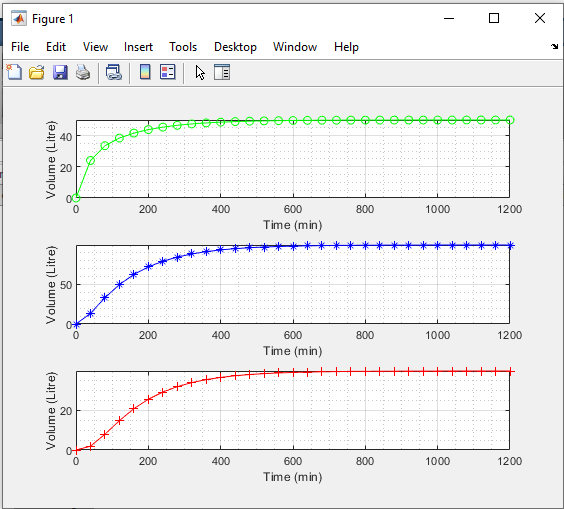 Figure 1
File Edit View Insert Tools Desktop Window Help
40
20
0
Volume (Litre)
0 200 400 600 800 1000 1200
Time (min)
50
0
Volume (Litre)
0 200 400 600 800 1000 1200
Time (min)
20
0
Volume (Litre)
0 200 400 600 800 1000 1200
Time (min)